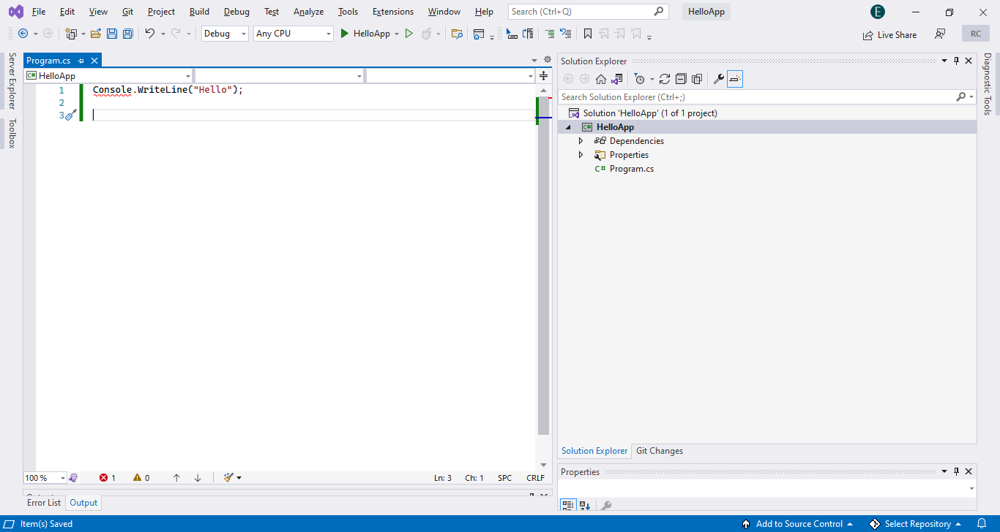 File Edit View Git Project Build Debug Test Analyze Tools Extensions Window Help Search (Ctrl+Q) HelloApp E
Debug Any CPU HelloApp Live Share RC
Server Explorer
Toolbox
Program.cs
HelloApp
1 Console.WriteLine("Hello");
2
3
100 % 1 0 Ln: 3 Ch: 1 SPC CRLF
Error List Output
Solution Explorer
Search Solution Explorer (Ctrl+;)
Solution 'HelloApp' (1 of 1 project)
C# HelloApp
Dependencies
Properties
C# Program.cs
Solution Explorer Git Changes
Properties
Diagnostic Tools
Item(s) Saved Add to Source Control Select Repository